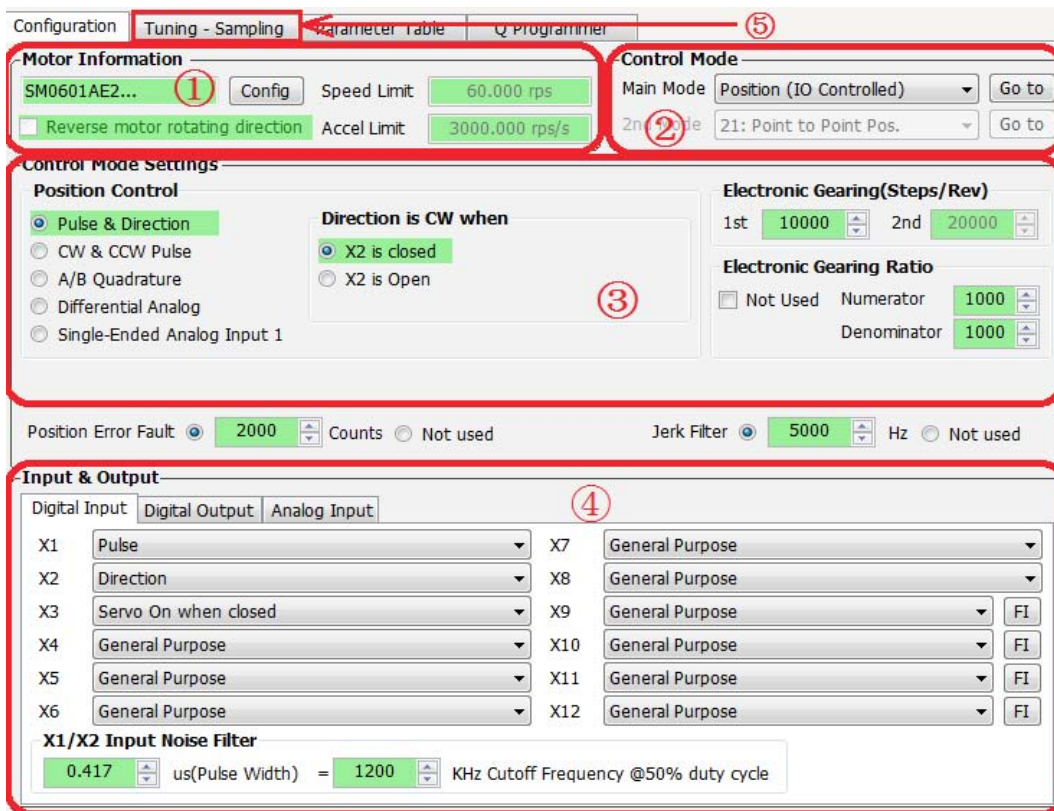 Configuration Tuning - Sampling Parameter Table Q Programmer ⑤
Motor Information
SM0601AE2... ① Config Speed Limit 60.000 rps
Reverse motor rotating direction Accel Limit 3000.000 rps/s
Control Mode
Main Mode Position (IO Controlled) Go to
2nd Mode ② 21: Point to Point Pos. Go to
Control Mode Settings
Position Control
Pulse & Direction
CW & CCW Pulse
A/B Quadrature
Differential Analog
Single-Ended Analog Input 1
Direction is CW when
X2 is closed
X2 is Open
③
Electronic Gearing(Steps/Rev)
1st 10000 2nd 20000
Electronic Gearing Ratio
Not Used Numerator 1000
Denominator 1000
Position Error Fault 2000 Counts Not used Jerk Filter 5000 Hz Not used
Input & Output
Digital Input Digital Output Analog Input ④
X1 Pulse X7 General Purpose
X2 Direction X8 General Purpose
X3 Servo On when closed X9 General Purpose FI
X4 General Purpose X10 General Purpose FI
X5 General Purpose X11 General Purpose FI
X6 General Purpose X12 General Purpose FI
X1/X2 Input Noise Filter
0.417 us(Pulse Width) = 1200 KHz Cutoff Frequency @50% duty cycle